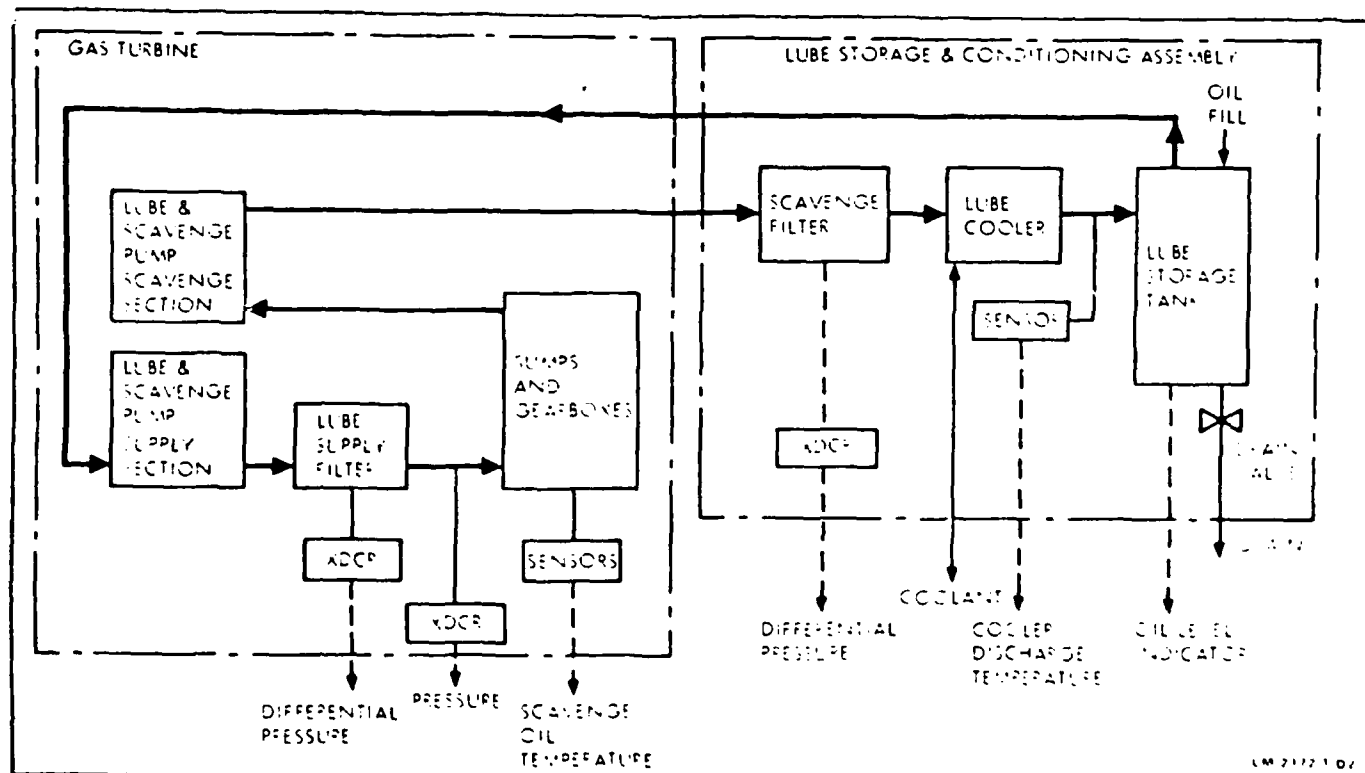 GAS TURBINE
LUBE STORAGE & CONDITIONING ASSEMBLY
OIL
FILL
LUBE &
SCAVENGE
PUMP
SCAVENGE
SECTION
SCAVENGE
FILTER
LUBE
COOLER
LUBE
STORAGE
TANK
SENSOR
LUBE &
SCAVENGE
PUMP
SUPPLY
SECTION
LUBE
SUPPLY
FILTER
SUMPS
AND
GEARBOXES
XDCR
DRAIN
XDCR
SENSORS
DRAIN
XDCR
COOLANT
DIFFERENTIAL
PRESSURE
COOLER
DISCHARGE
TEMPERATURE
OIL LEVEL
INDICATOR
DIFFERENTIAL
PRESSURE
PRESSURE
SCAVENGE
OIL
TEMPERATURE